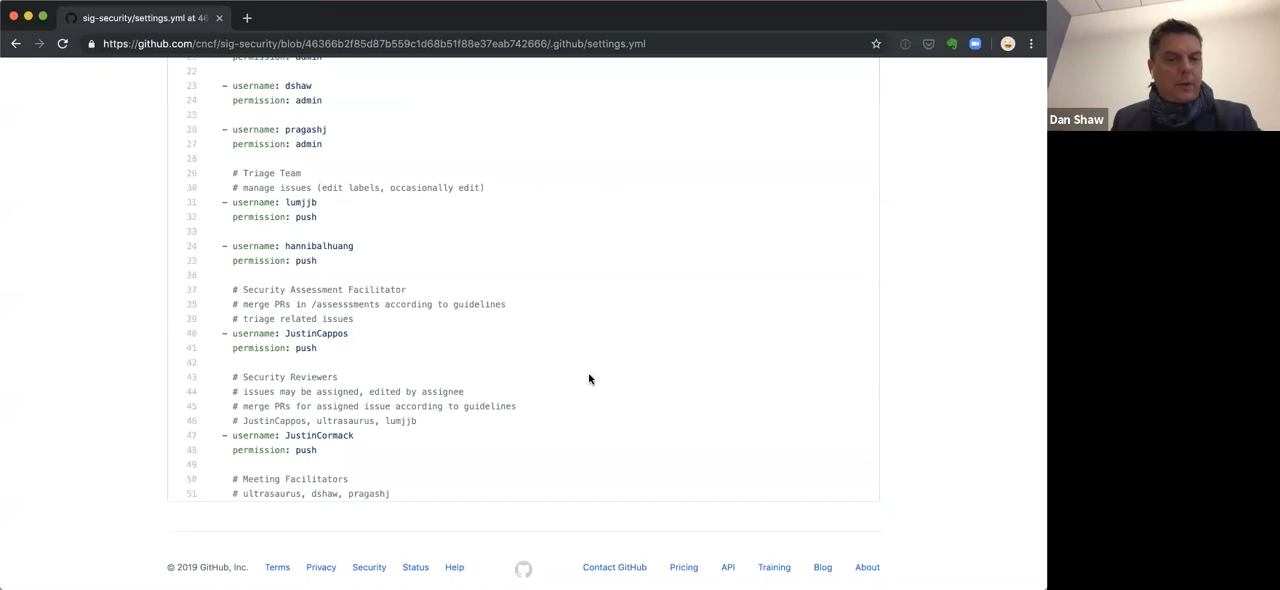 sig-security/settings.yml at 46
https://github.com/cncf/sig-security/blob/46366b2f85d87b559c1d68b51f88e37eab742666/.github/settings.yml
21 permission: admin
22
23 - username: dshaw
24 permission: admin
25
26 - username: pragashj
27 permission: admin
28
29 # Triage Team
30 # manage issues (edit labels, occasionally edit)
31 - username: lumjjb
32 permission: push
33
34 - username: hannibalhuang
35 permission: push
36
37 # Security Assessment Facilitator
38 # merge PRs in /assesssments according to guidelines
39 # triage related issues
40 - username: JustinCappos
41 permission: push
42
43 # Security Reviewers
44 # issues may be assigned, edited by assignee
45 # merge PRs for assigned issue according to guidelines
46 # JustinCappos, ultrasaurus, lumjjb
47 - username: JustinCormack
48 permission: push
49
50 # Meeting Facilitators
51 # ultrasaurus, dshaw, pragashj
© 2019 GitHub, Inc. Terms Privacy Security Status Help Contact GitHub Pricing API Training Blog About
Dan Shaw